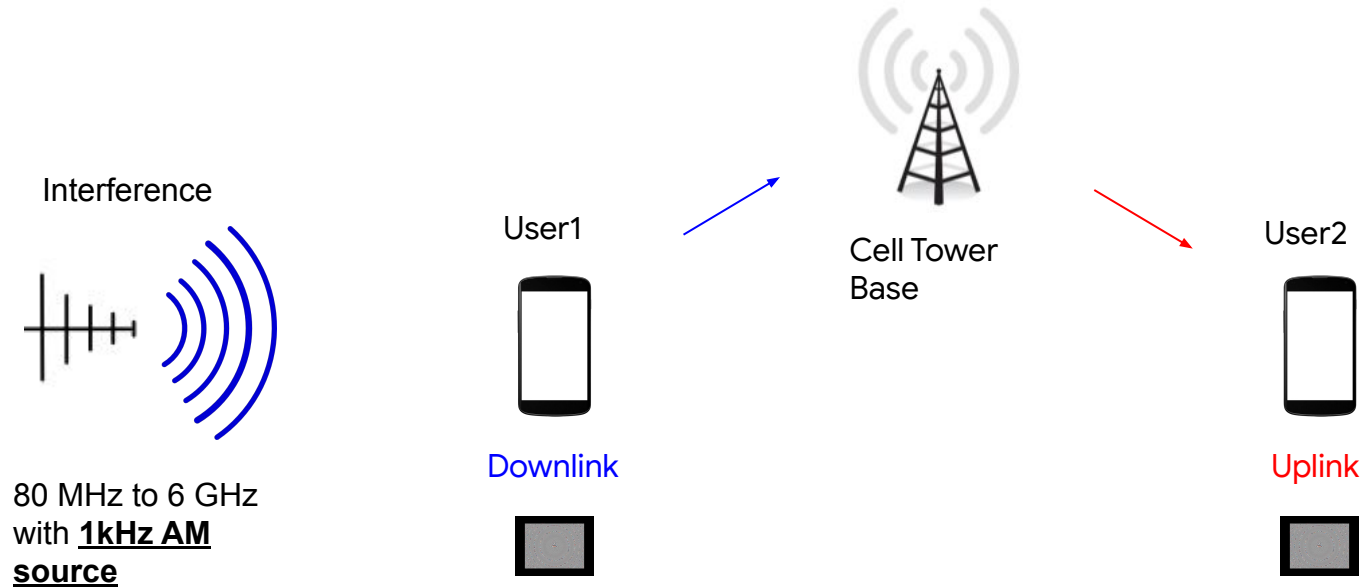 Interference
80 MHz to 6 GHz
with 1kHz AM
source
User1
Downlink
Cell Tower
Base
User2
Uplink